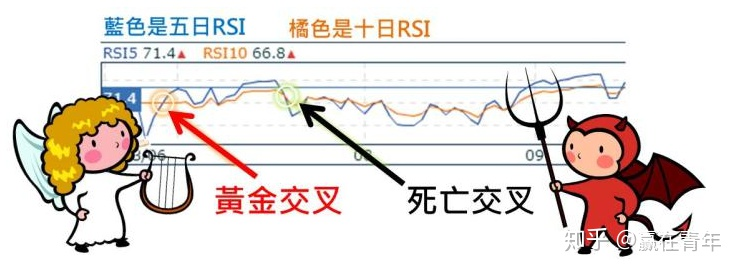 藍色是五日RSI 橘色是十日RSI
RSI5 71.4▲ RSI10 66.8▲
71.4
/06 08 09
黃金交叉 死亡交叉
知乎 @赢在青年